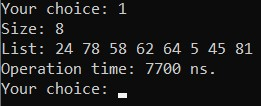 Your choice: 1
Size: 8
List: 24 78 58 62 64 5 45 81
Operation time: 7700 ns.
Your choice: